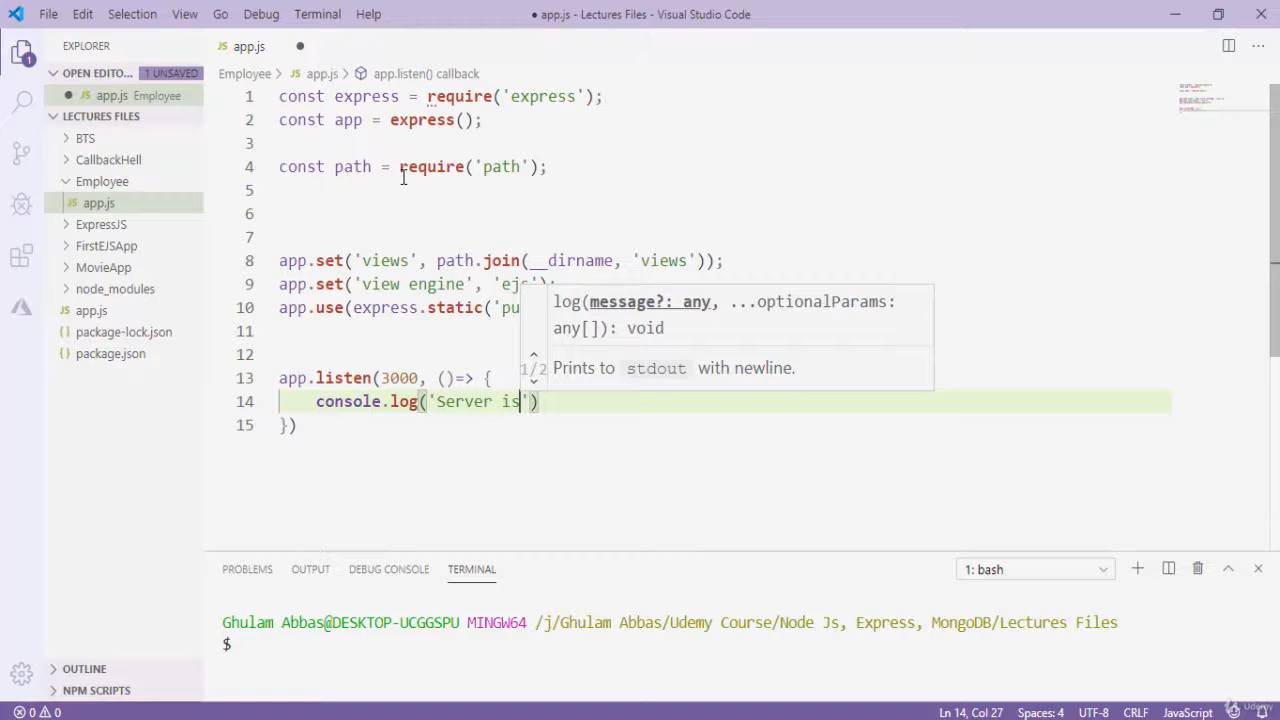 File Edit Selection View Go Debug Terminal Help
● app.js - Lectures Files - Visual Studio Code
EXPLORER
OPEN EDITO... 1 UNSAVED
● JS app.js Employee
LECTURES FILES
BTS
CallbackHell
Employee
JS app.js
ExpressJS
FirstEJSApp
MovieApp
node_modules
JS app.js
package-lock.json
package.json
OUTLINE
NPM SCRIPTS
JS app.js ●
Employee > JS app.js > app.listen() callback
1 const express = require('express');
2 const app = express();
3
4 const path = require('path');
5
6
7
8 app.set('views', path.join(__dirname, 'views'));
9 app.set('view engine', 'ejs');
10 app.use(express.static('pu
11
12
13 app.listen(3000, ()=> {
14 console.log('Server is')
15 })
log(message?: any, ...optionalParams:
any[]): void
1/2 Prints to stdout with newline.
PROBLEMS OUTPUT DEBUG CONSOLE TERMINAL
1: bash
Ghulam Abbas@DESKTOP-UCGGSPU MINGW64 /j/Ghulam Abbas/Udemy Course/Node Js, Express, MongoDB/Lectures Files
$
0 0
Ln 14, Col 27 Spaces: 4 UTF-8 CRLF JavaScript
Udemy